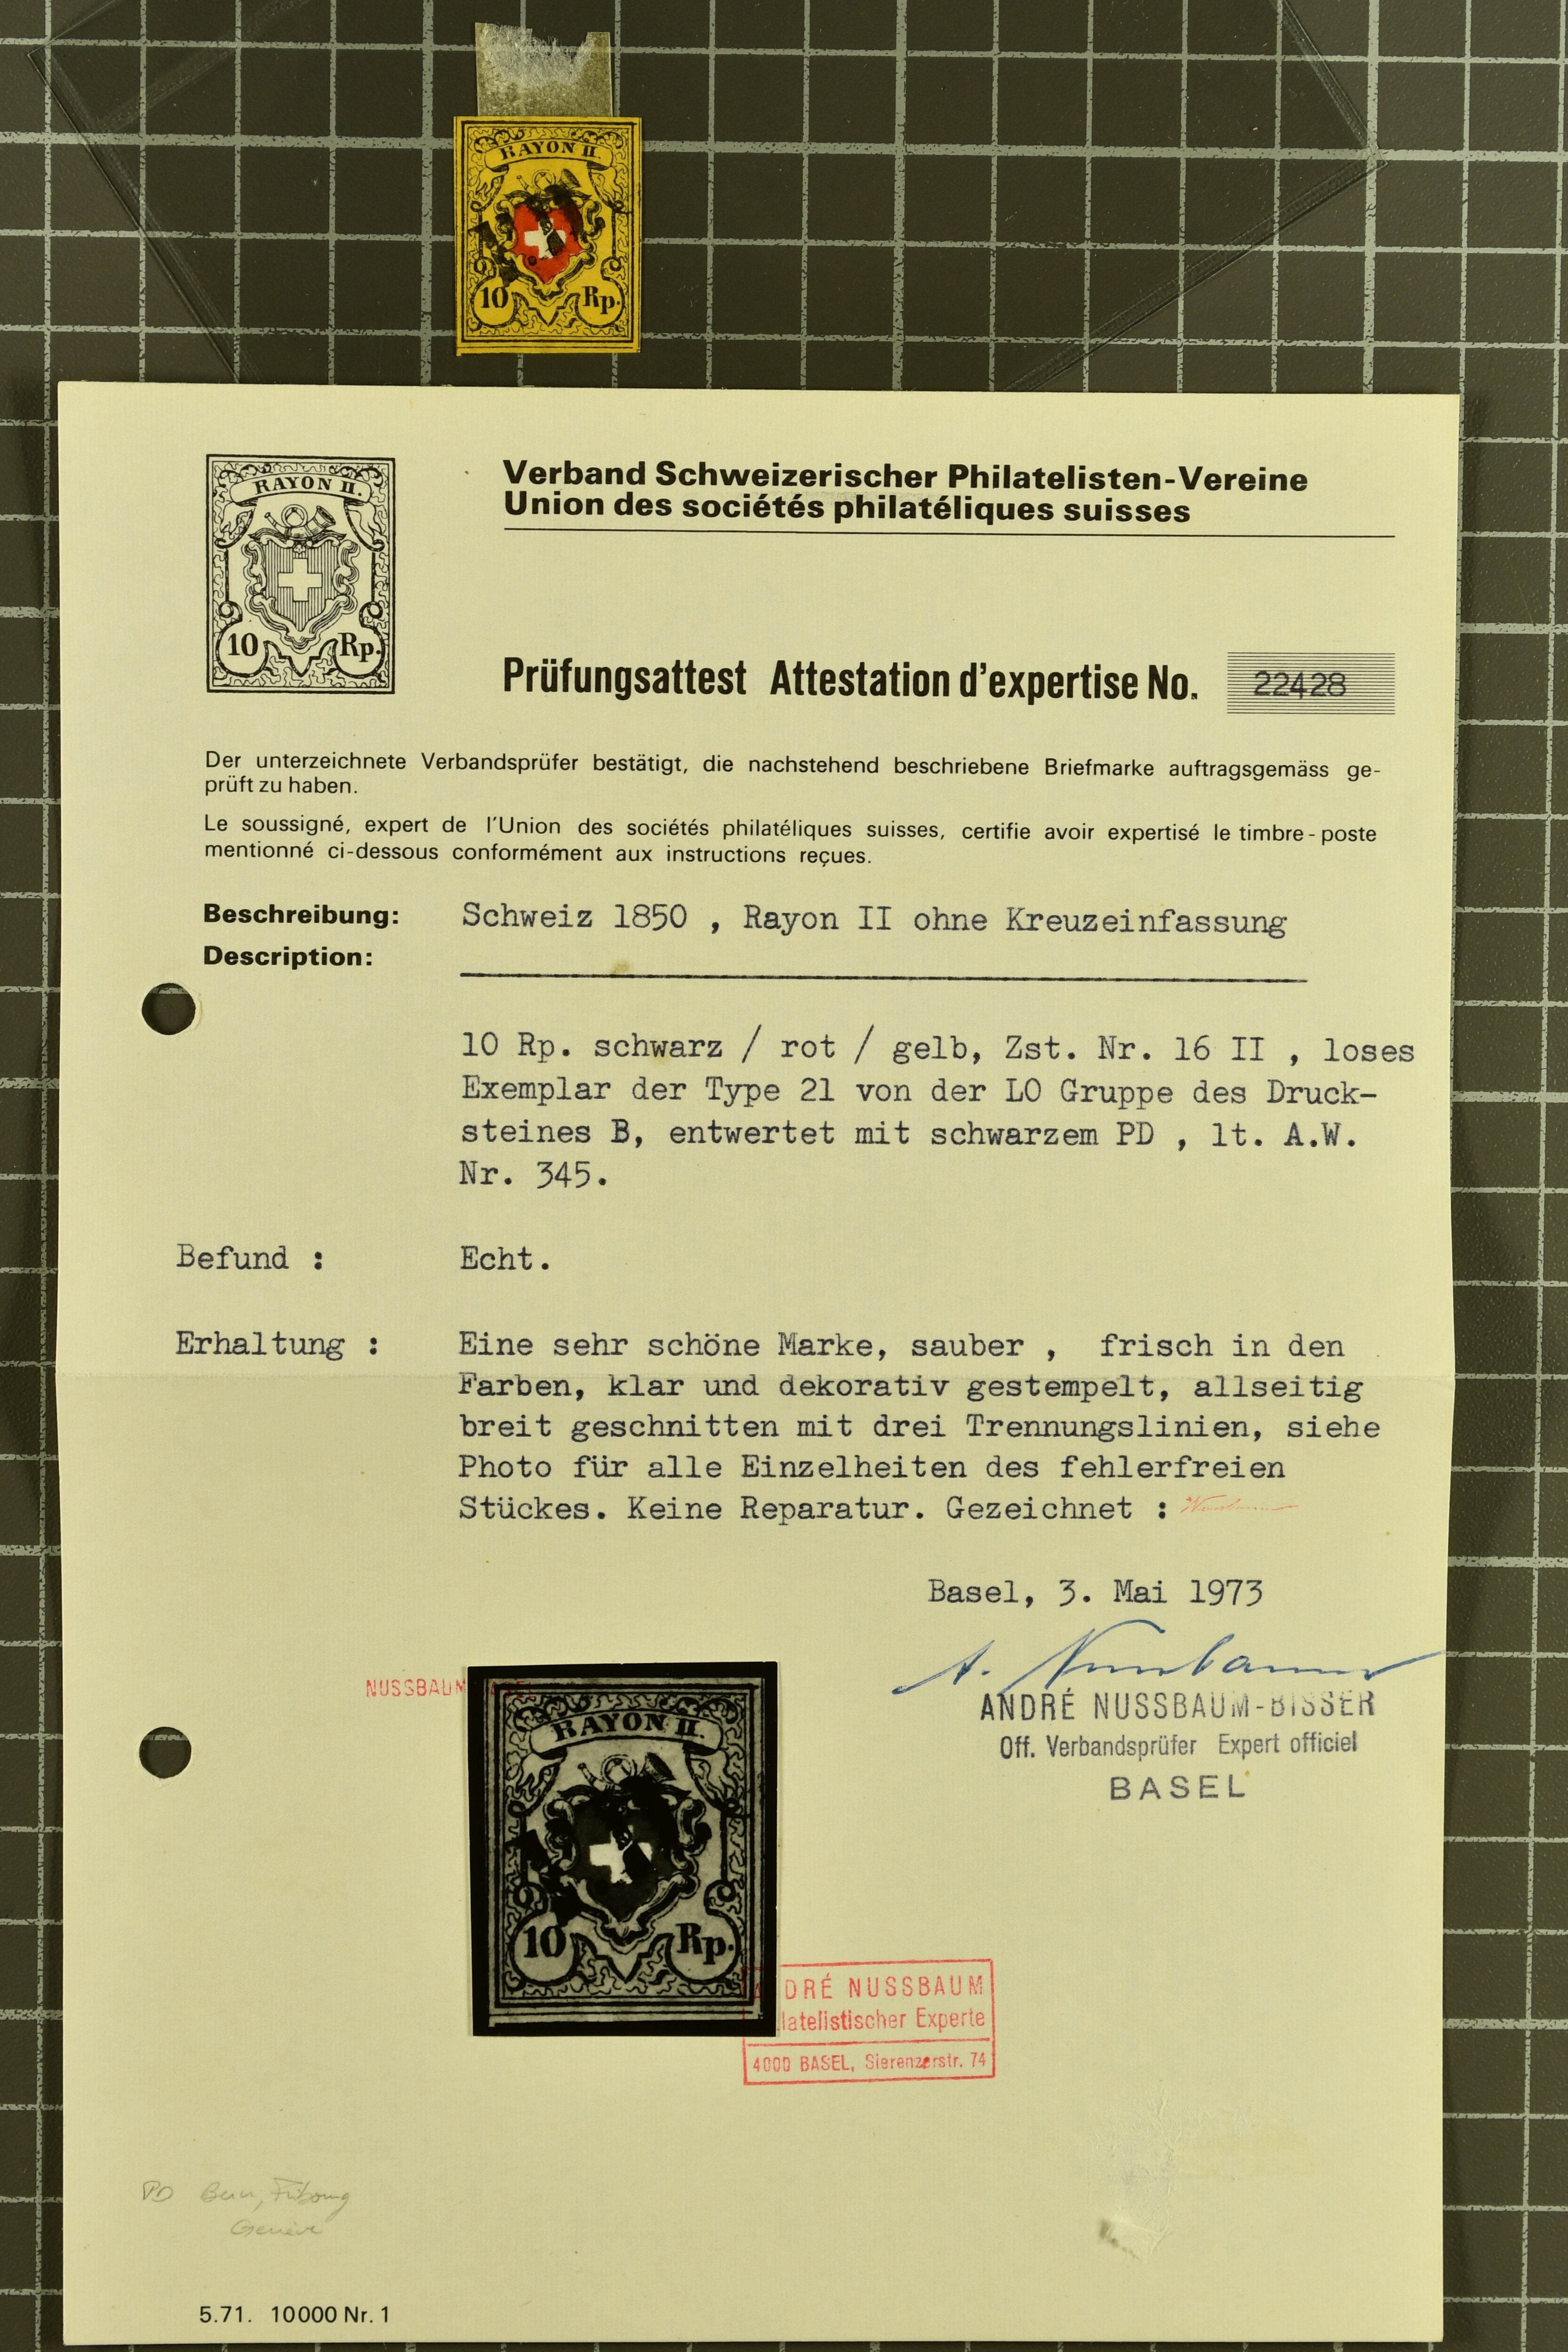 RAYON II.
10 Rp.
RAYON II.
10 Rp.
Verband Schweizerischer Philatelisten-Vereine
Union des sociétés philatéliques suisses
Prüfungsattest Attestation d'expertise No. 22428
Der unterzeichnete Verbandsprüfer bestätigt, die nachstehend beschriebene Briefmarke auftragsgemäss ge-
prüft zu haben.
Le soussigné, expert de l'Union des sociétés philatéliques suisses, certifie avoir expertisé le timbre-poste
mentionné ci-dessous conformément aux instructions reçues.
Beschreibung: Schweiz 1850 , Rayon II ohne Kreuzeinfassung
Description:
10 Rp. schwarz / rot / gelb, Zst. Nr. 16 II , loses
Exemplar der Type 21 von der LO Gruppe des Druck-
steines B, entwertet mit schwarzem PD , lt. A.W.
Nr. 345.
Befund : Echt.
Erhaltung : Eine sehr schöne Marke, sauber , frisch in den
Farben, klar und dekorativ gestempelt, allseitig
breit geschnitten mit drei Trennungslinien, siehe
Photo für alle Einzelheiten des fehlerfreien
Stückes. Keine Reparatur. Gezeichnet : Nussbaum
Basel, 3. Mai 1973
A. Nussbaum
ANDRÉ NUSSBAUM-BISSER
Off. Verbandsprüfer Expert officiel
BASEL
NUSSBAUM
RAYON II.
10 Rp.
DRÉ NUSSBAUM
latelistischer Experte
4000 BASEL, Sierenzerstr. 74
PD Bern, Fribourg
Genève
5.71. 10000 Nr. 1